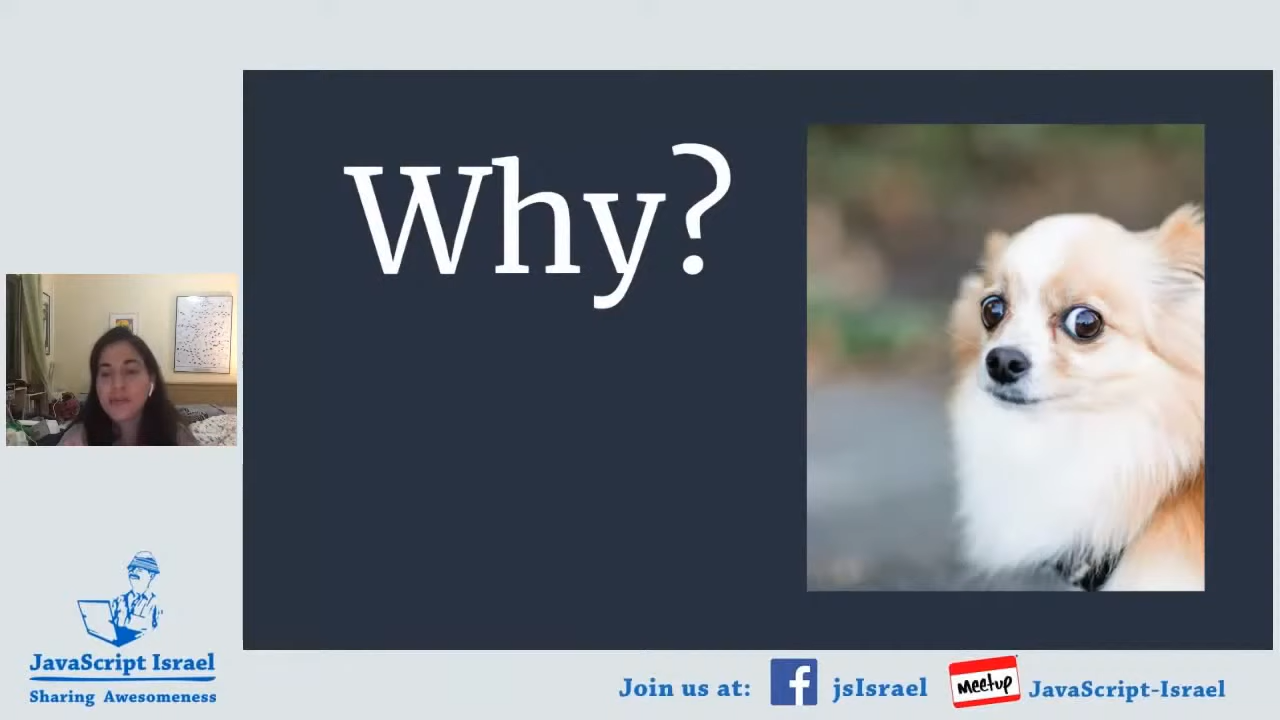 Why?
JavaScript Israel
Sharing Awesomeness
Join us at: jsIsrael Meetup JavaScript-Israel